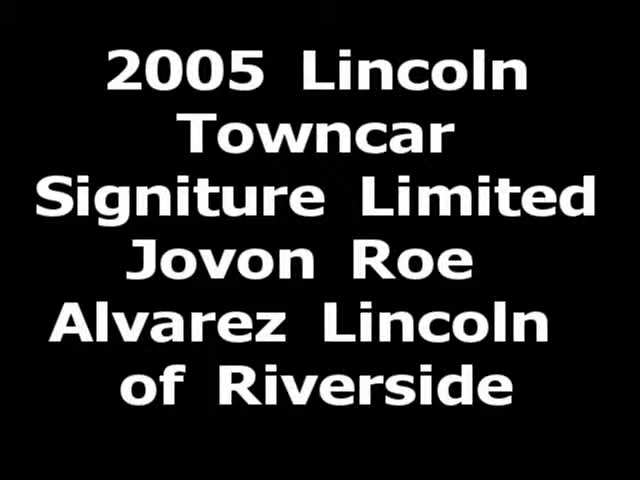 2005 Lincoln
Towncar
Signiture Limited
Jovon Roe
Alvarez Lincoln
of Riverside